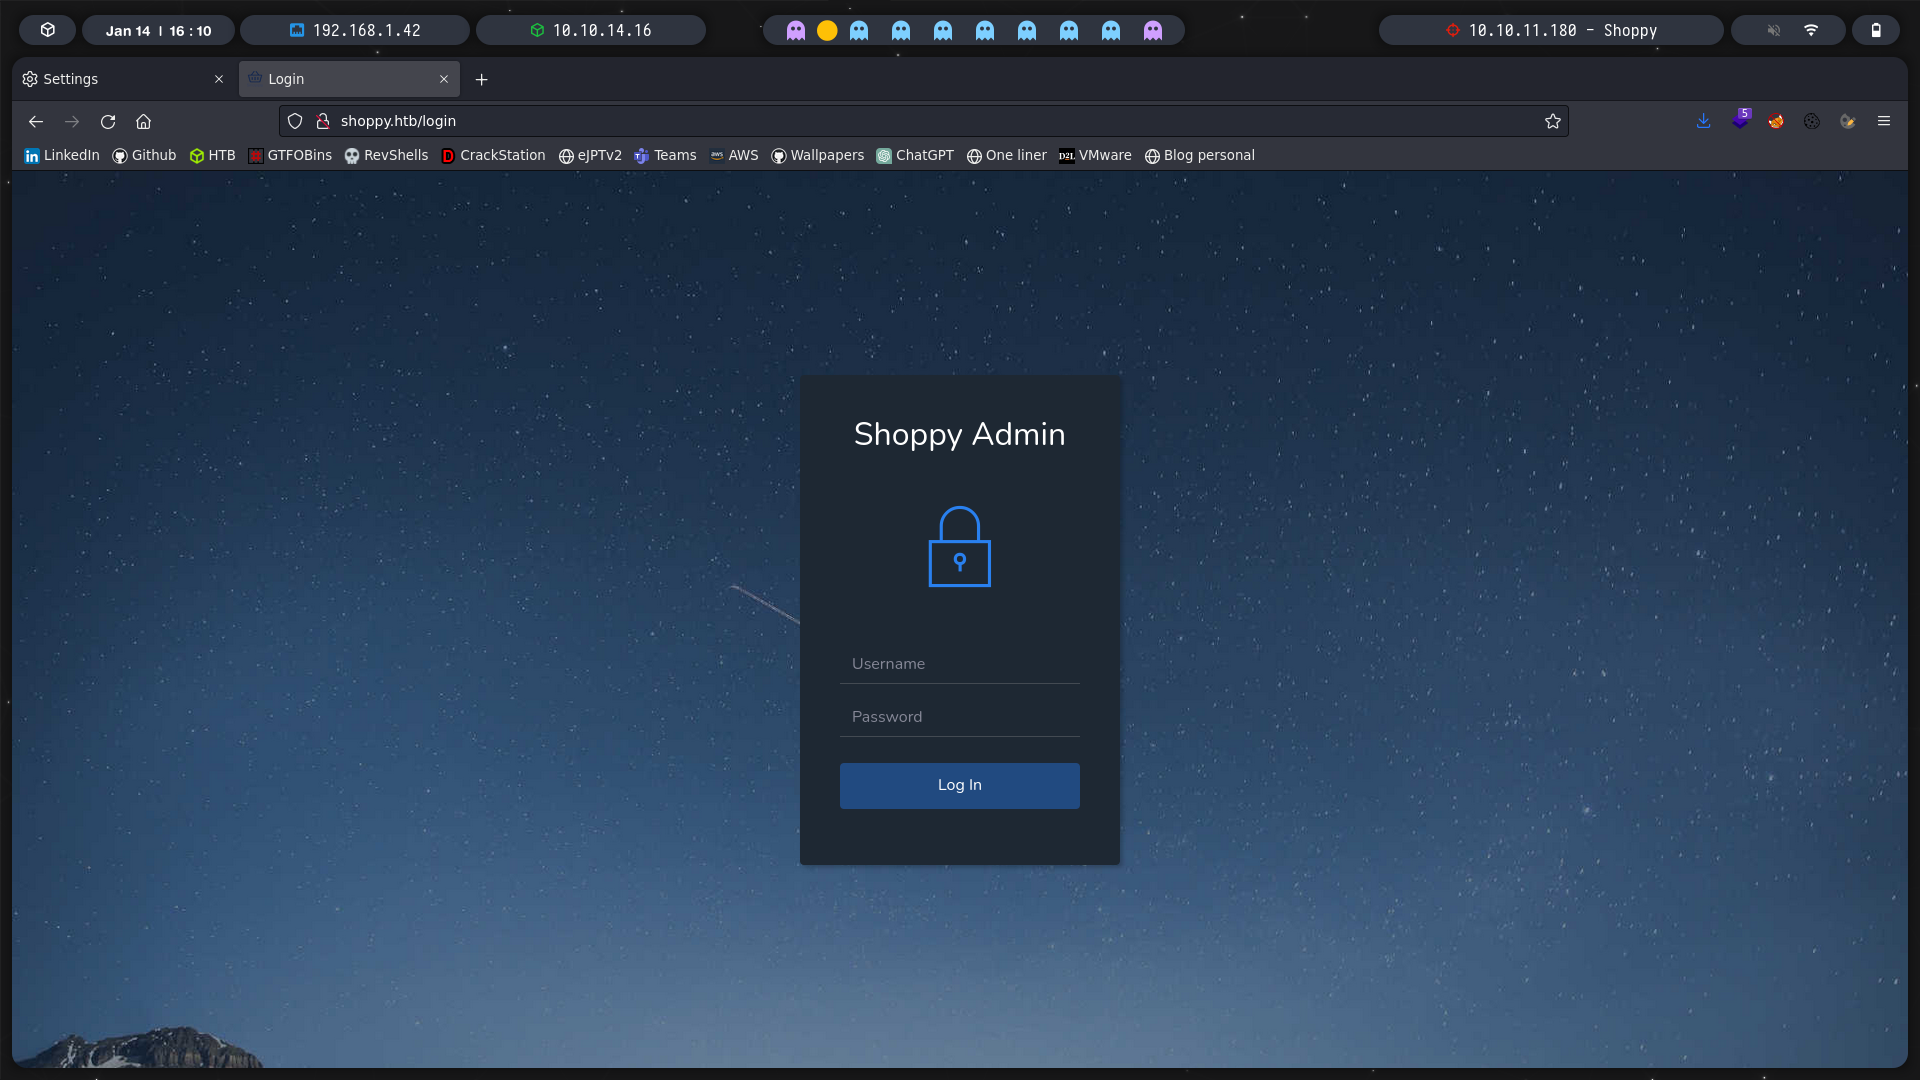 Jan 14 | 16 : 10 192.168.1.42 10.10.14.16 10.10.11.180 - Shoppy
Settings Login
shoppy.htb/login 5
LinkedIn Github HTB GTFOBins RevShells D CrackStation eJPTv2 Teams aws AWS Wallpapers ChatGPT One liner D2L VMware Blog personal
Shoppy Admin
Username
Password
Log In